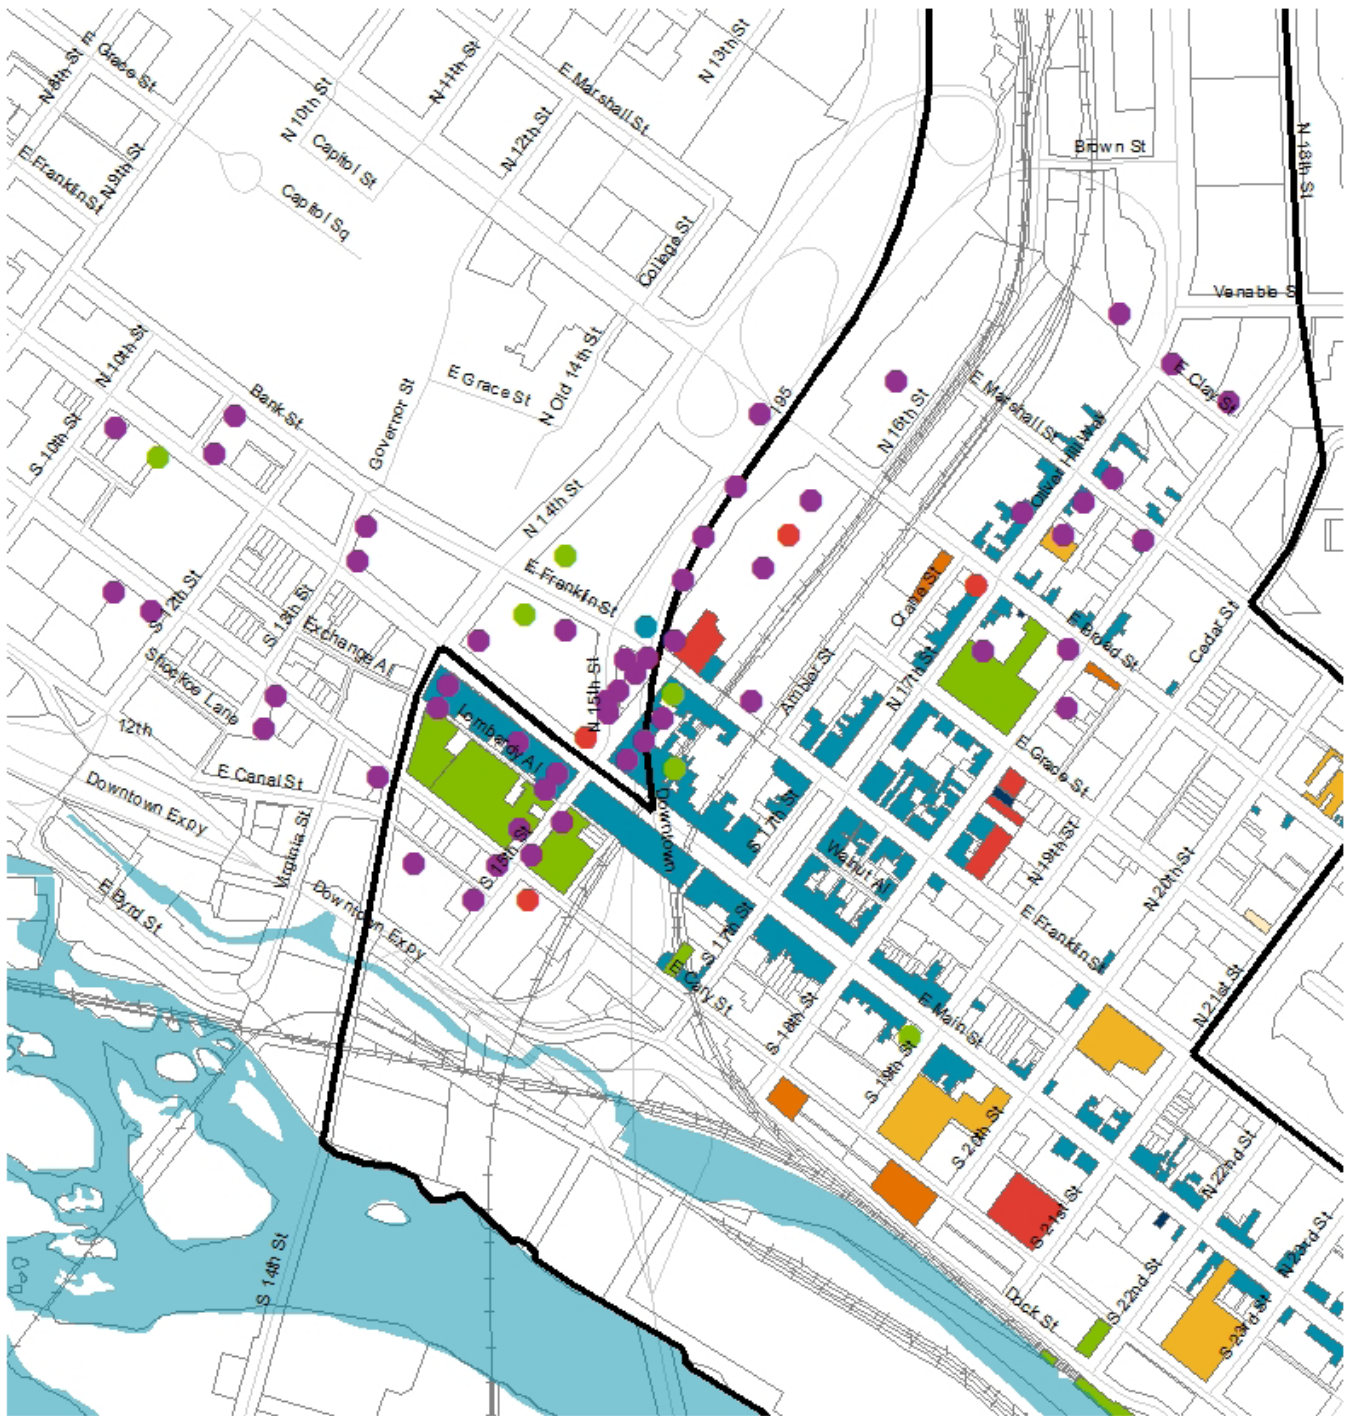 E Grace St
N 8th St
N 11th St
N 13th St
E Marshall St
N 10th St
N 12th St
Capitol St
E Franklin St
N 9th St
Capitol Sq
College St
Brown St
N 18th St
Venable S
N 10th St
Bank St
S 10th St
Governor St
E Grace St
N Old 14th St
I95
N 16th St
E Marshall St
E Clay St
Oliver Hill Way
N 14th St
E Franklin St
S 12th St
S 13th St
Exchange Al
Shockoe Lane
12th
N 15th St
Crane St
E Broad St
Cedar St
Amber St
N 17th St
Lombardy Al
E Canal St
Downtown Expy
E Grace St
Virginia St
Downtown
S 17th St
Walnut Al
N 19th St
N 20th St
S 15th St
E Byrd St
Downtown Expy
E Franklin St
S 17th St
E Cary St
N 21st St
E Main St
S 18th St
S 19th St
S 20th St
N 22nd St
S 21st St
S 14th St
N 23rd St
S 22nd St
Dock St
S 23rd St